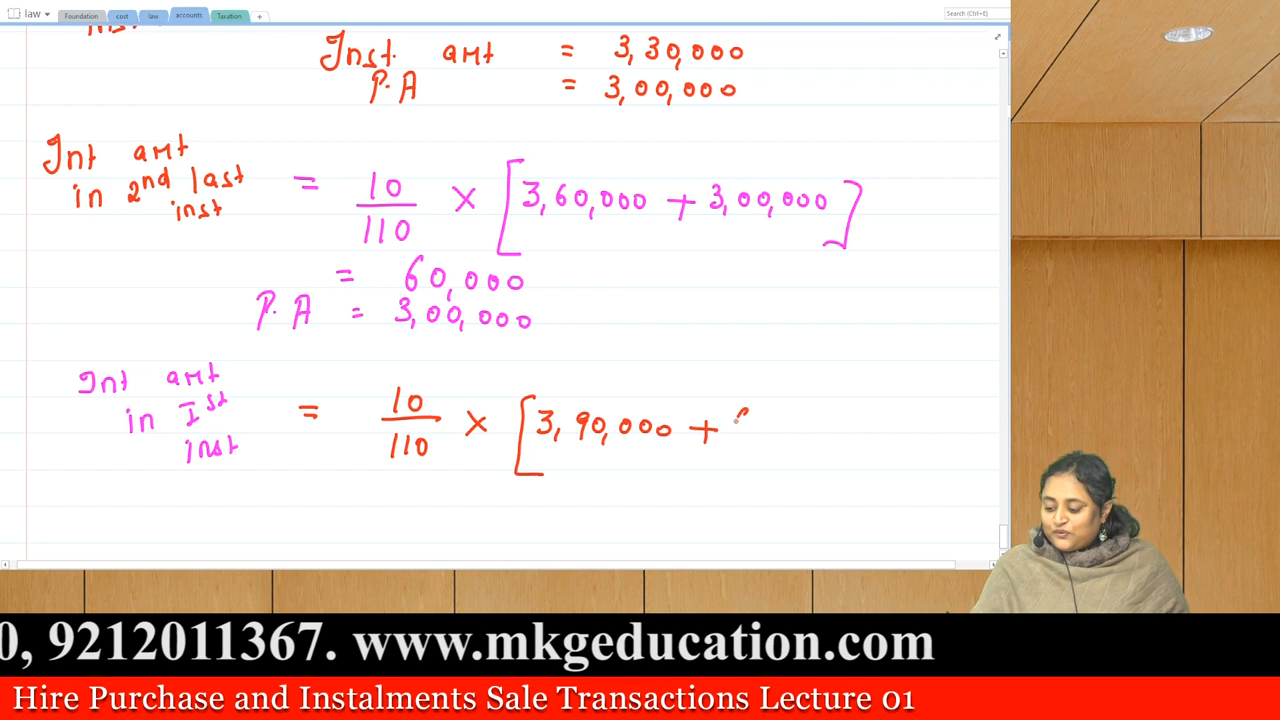 law
Foundation cost law accounts Taxation +
Search (Ctrl+E)
Inst. amt = 3,30,000
P.A = 3,00,000
Int amt in 2nd last inst = 10/110 × [3,60,000 + 3,00,000]
= 60,000
P.A = 3,00,000
Int amt in Ist inst = 10/110 × [3,90,000 +
0, 9212011367. www.mkgeducation.com
Hire Purchase and Instalments Sale Transactions Lecture 01